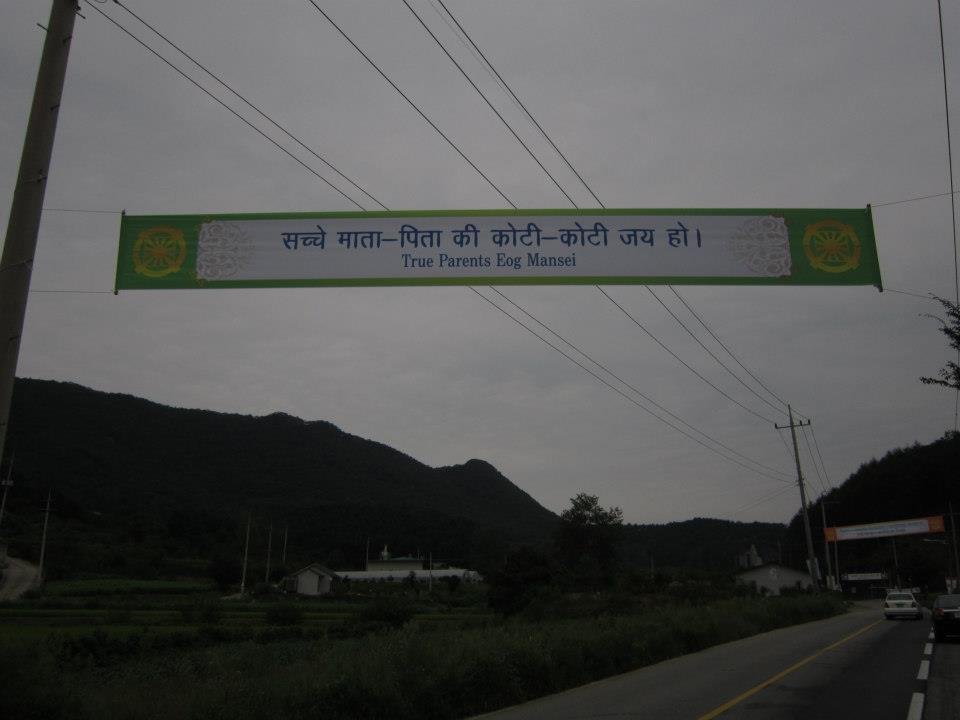 सच्चे माता–पिता की कोटि–कोटि जय हो।
True Parents Eog Mansei